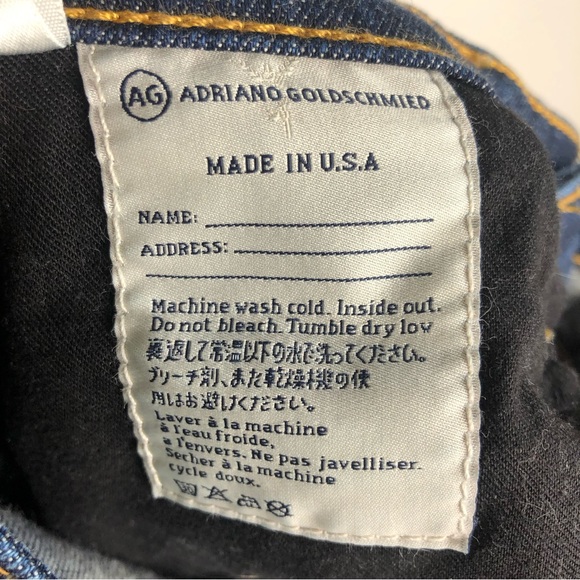 AG ADRIANO GOLDSCHMIED
MADE IN U.S.A
NAME:
ADDRESS:
Machine wash cold. Inside out.
Do not bleach. Tumble dry low
裏返して常温以下の水で洗ってください。
ブリーチ剤、また乾燥機の使
用はお避けください。
Laver à la machine
à l'eau froide,
a l'envers. Ne pas javelliser.
Secher à la machine
cycle doux.